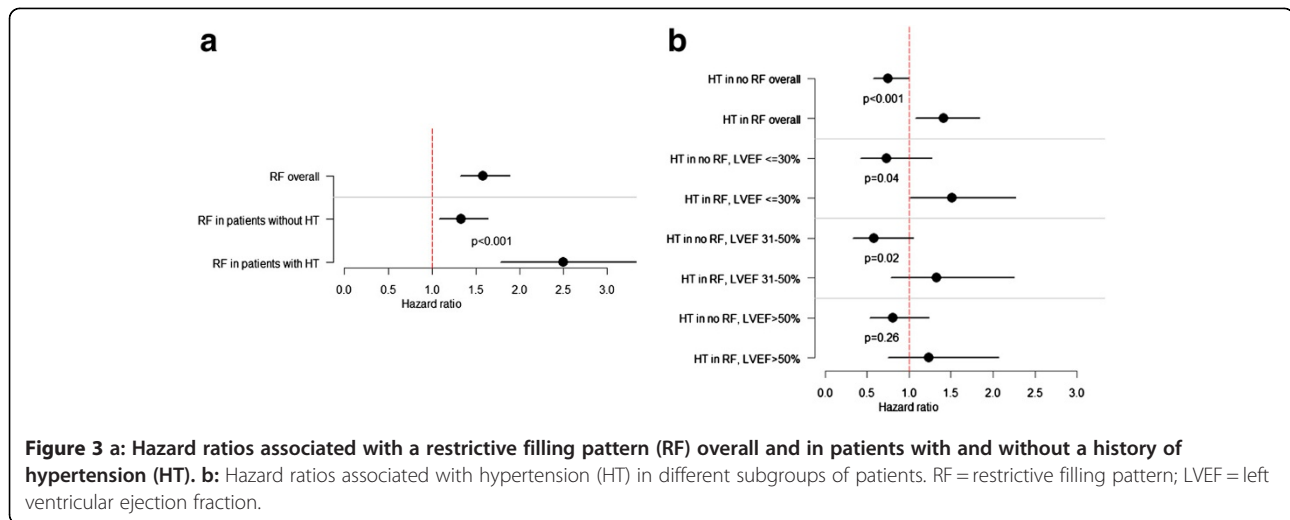 a
RF overall
RF in patients without HT
p<0.001
RF in patients with HT
0.0 0.5 1.0 1.5 2.0 2.5 3.0
Hazard ratio
b
HT in no RF overall
p<0.001
HT in RF overall
HT in no RF, LVEF <=30%
p=0.04
HT in RF, LVEF <=30%
HT in no RF, LVEF 31-50%
p=0.02
HT in RF, LVEF 31-50%
HT in no RF, LVEF>50%
p=0.26
HT in RF, LVEF>50%
0.0 0.5 1.0 1.5 2.0 2.5 3.0
Hazard ratio
Figure 3 a: Hazard ratios associated with a restrictive filling pattern (RF) overall and in patients with and without a history of
hypertension (HT). b: Hazard ratios associated with hypertension (HT) in different subgroups of patients. RF = restrictive filling pattern; LVEF = left
ventricular ejection fraction.